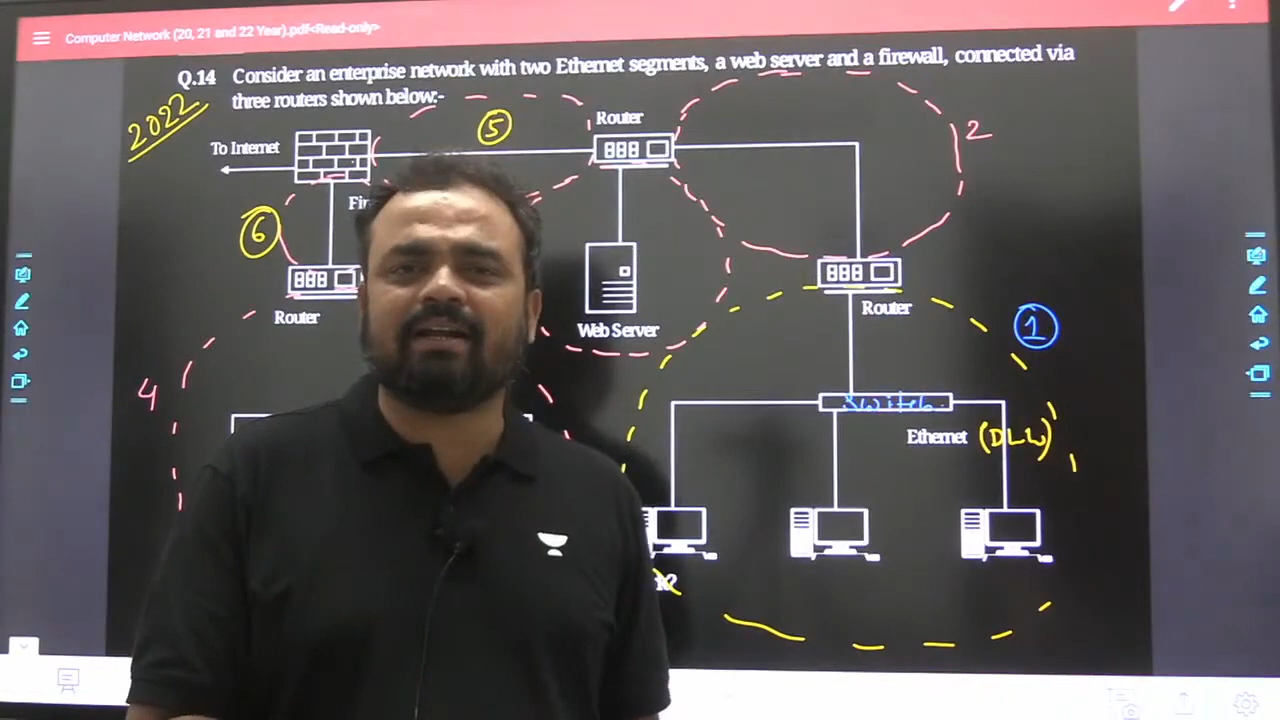 Computer Network (20, 21 and 22 Year).pdf<Read-only>
Q.14 Consider an enterprise network with two Ethernet segments, a web server and a firewall, connected via
three routers shown below:-
2022
Router
5
2
To Internet
6
Router
Web Server
Router
1
4
Switch
Ethernet (DLL)